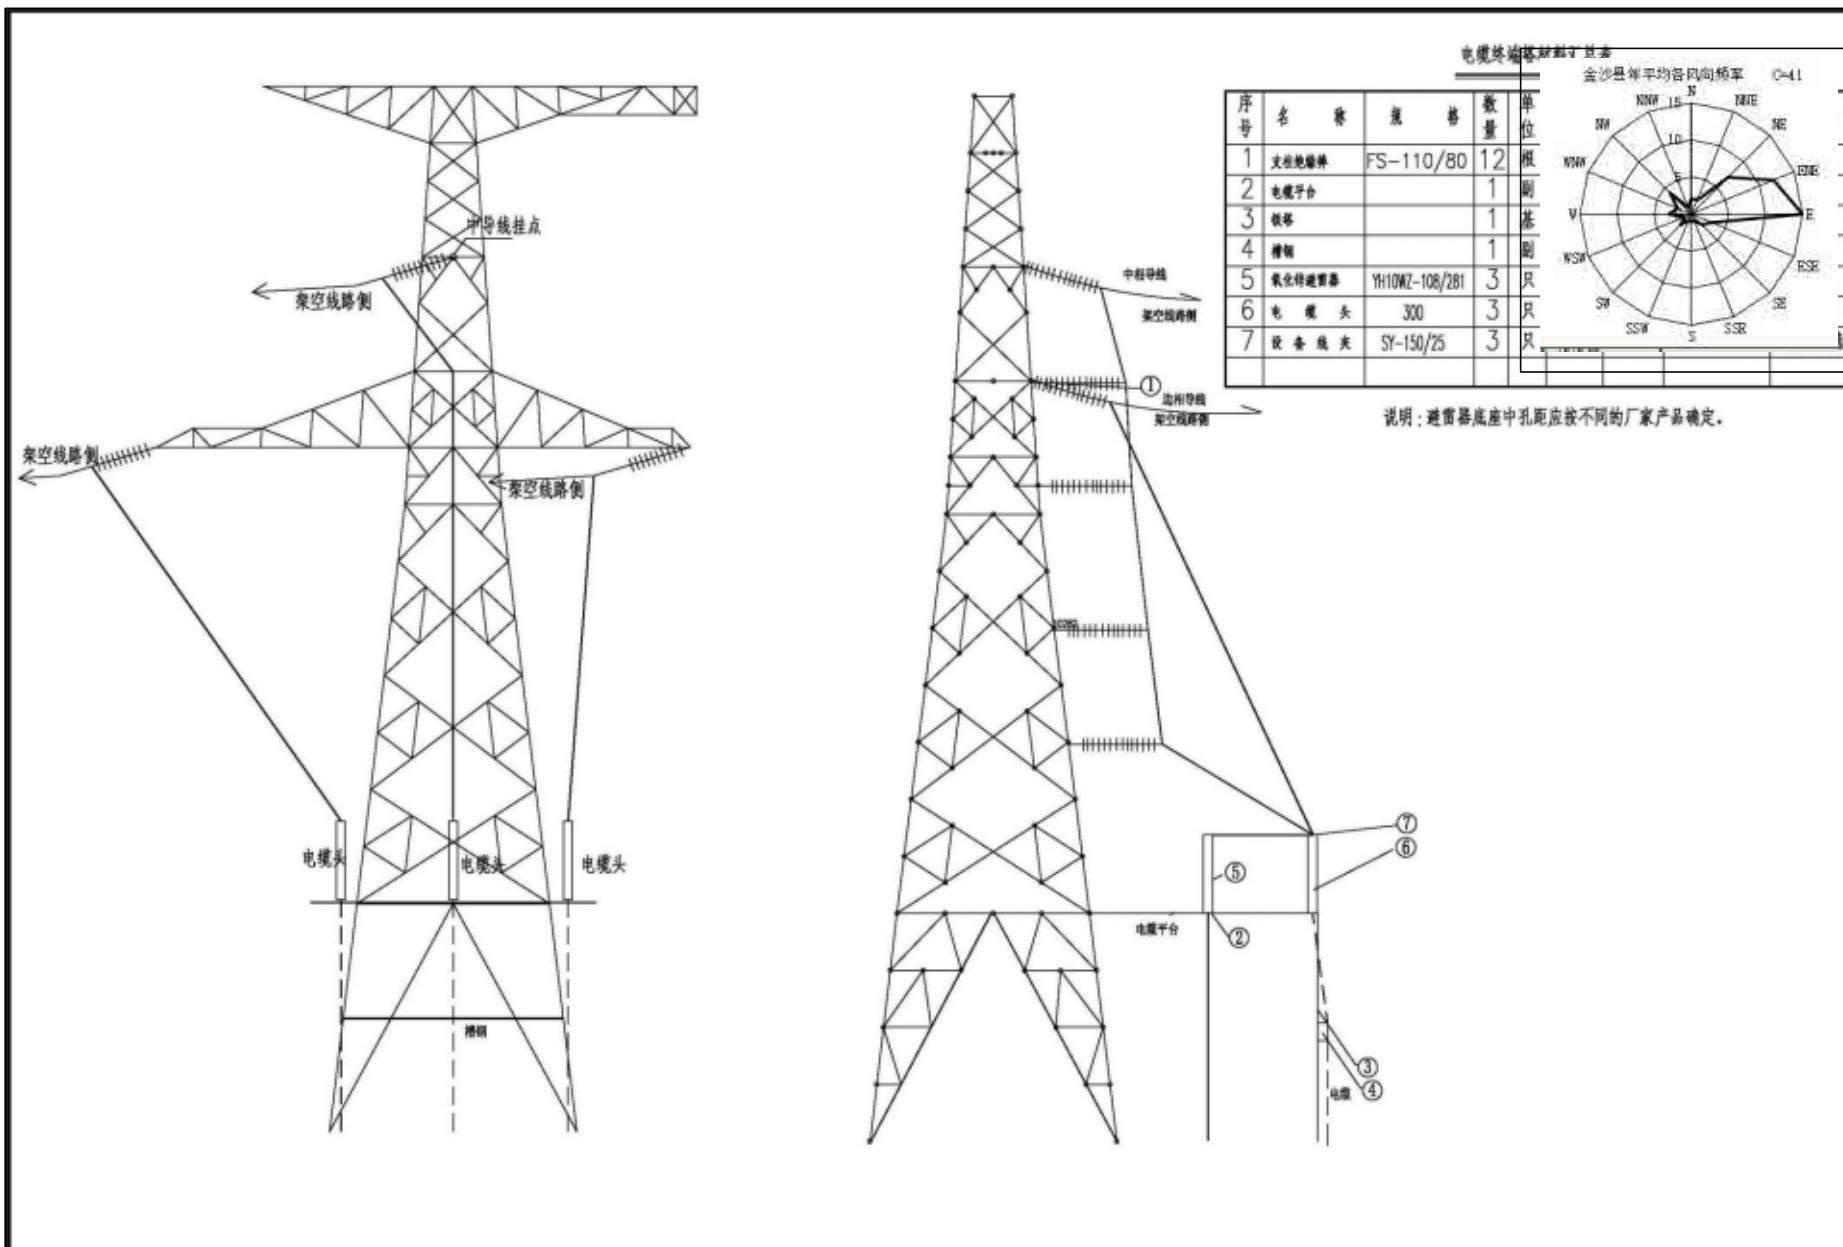 金沙县年平均各风向频率 C=41
N
NNE
NE
ENE
E
ESE
SE
SSE
S
SSW
SW
WSW
W
WNW
NW
NNW
15
10
5
序号 名 称 规 格 数量 单位
1 支柱绝缘棒 FS-110/80 12 根
2 电缆平台 1 副
3 铁塔 1 基
4 槽钢 1 副
5 氧化锌避雷器 YH10WZ-108/281 3 只
6 电 缆 头 300 3 只
7 设 备 线 夹 SY-150/25 3 只
说明：避雷器底座中孔距应按不同的厂家产品确定。
中导线挂点
架空线路侧
架空线路侧
架空线路侧
电缆头
电缆头
电缆头
槽钢
中相导线
架空线路侧
①
边相导线
架空线路侧
⑦
⑥
⑤
②
电缆平台
③
④
电缆